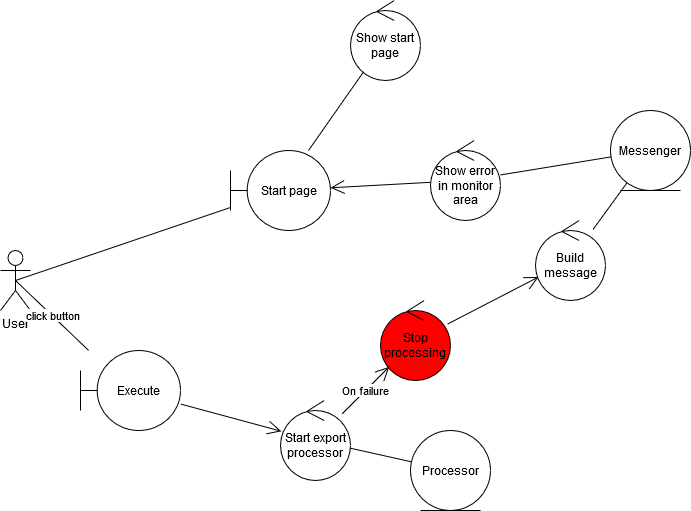 Show start
page
Messenger
Show error
in monitor
area
Start page
Build
message
User
click button
Stop
processing
On failure
Execute
Start export
processor
Processor